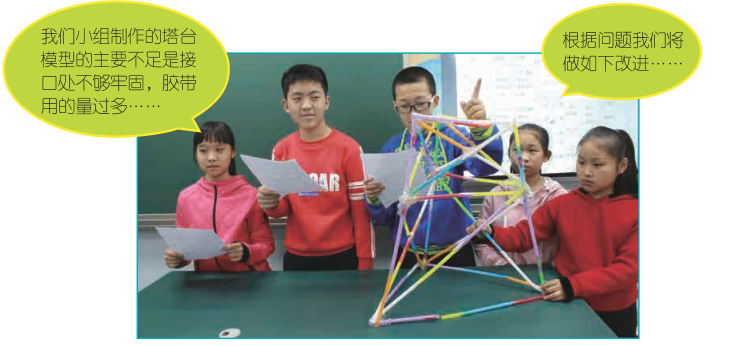 我们小组制作的塔台
模型的主要不足是接
口处不够牢固，胶带
用的量过多……
根据问题我们将
做如下改进……
OAR